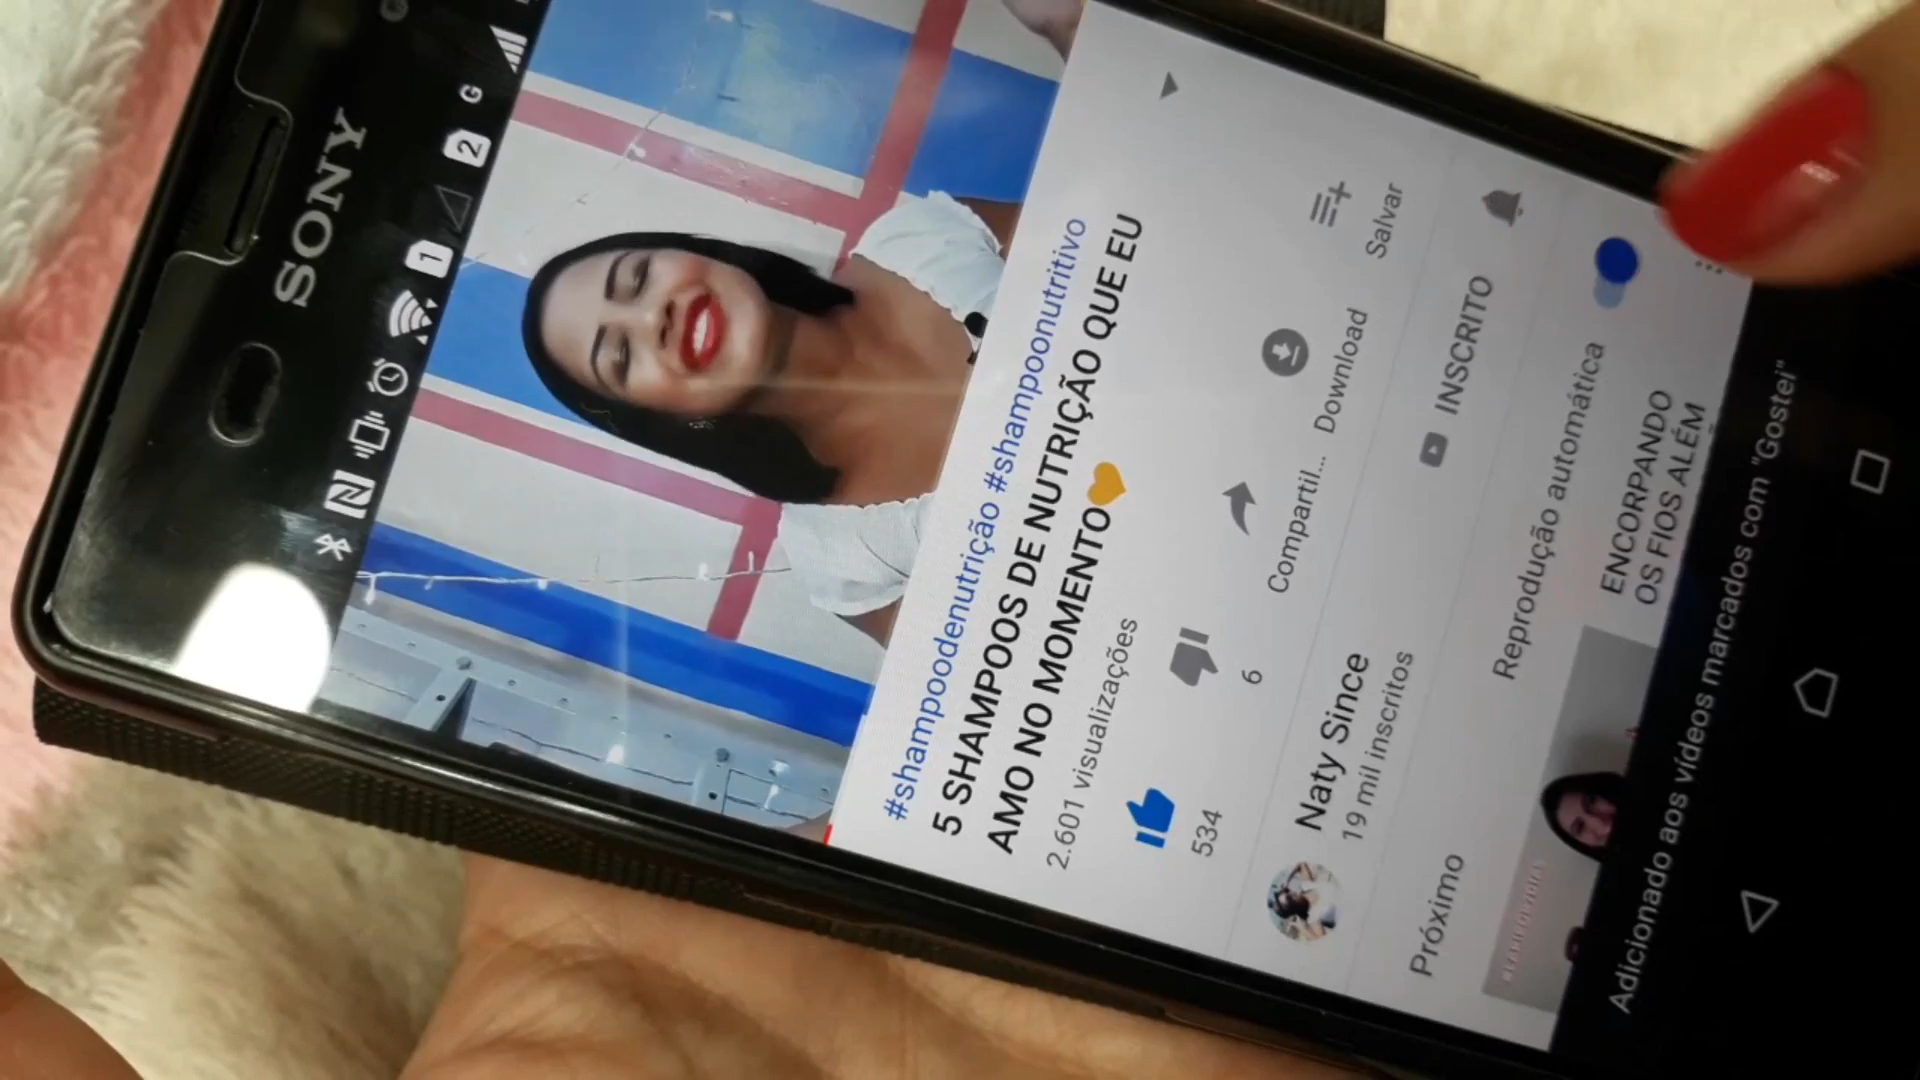 SONY
1
2
G
#shampoodenutrição #shampoonutritivo
5 SHAMPOOS DE NUTRIÇÃO QUE EU
AMO NO MOMENTO
2.601 visualizações
534
6
Compartil...
Download
Salvar
Naty Since
19 mil inscritos
INSCRITO
Próximo
Reprodução automática
ENCORPANDO
OS FIOS ALÉM
Adicionado aos vídeos marcados com "Gostei"